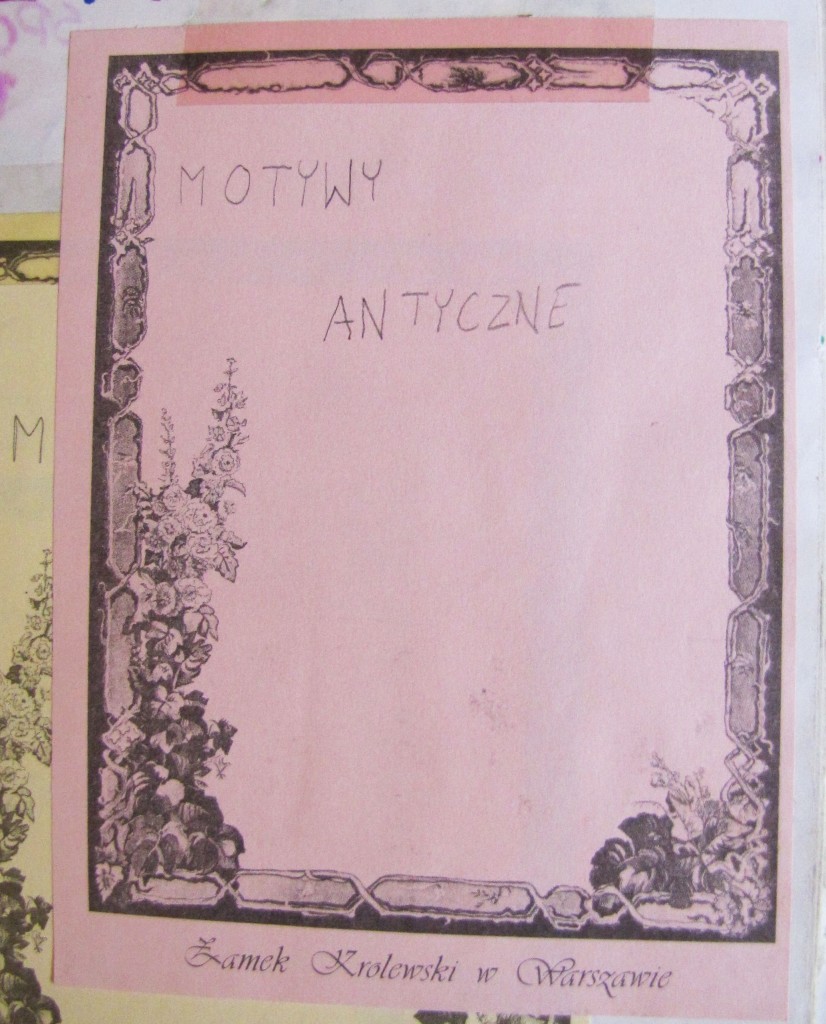 MOTYWY
ANTYCZNE
M
Zamek Krolewski w Warszawie